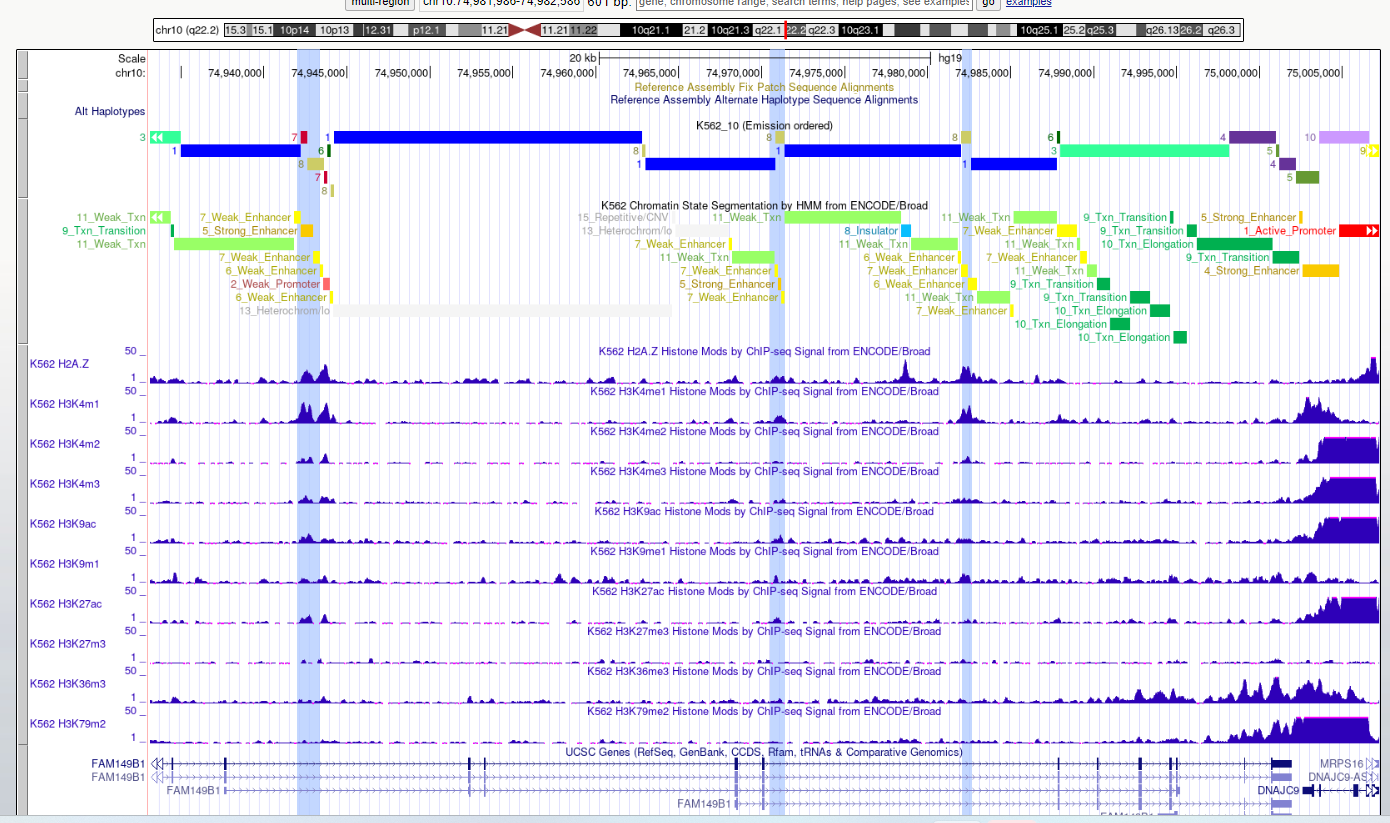 multi-region chr10:74,981,986-74,982,586 601 bp. gene, chromosome range, search terms, help pages, see examples go examples
chr10 (q22.2) 15.3 15.1 10p14 10p13 12.31 p12.1 11.21 11.21 11.22 10q21.1 21.2 10q21.3 q22.1 22.2 q22.3 10q23.1 10q25.1 25.2 q25.3 q26.13 26.2 q26.3
Scale 20 kb hg19
chr10: 74,940,000 74,945,000 74,950,000 74,955,000 74,960,000 74,965,000 74,970,000 74,975,000 74,980,000 74,985,000 74,990,000 74,995,000 75,000,000 75,005,000
Reference Assembly Fix Patch Sequence Alignments
Reference Assembly Alternate Haplotype Sequence Alignments
Alt Haplotypes
K562_10 (Emission ordered)
3 7 1 8 8 6 4 10
1 6 8 1 3 5 9
8 1 1 4
7 5
8
K562 Chromatin State Segmentation by HMM from ENCODE/Broad
11_Weak_Txn 7_Weak_Enhancer 15_Repetitive/CNV 11_Weak_Txn 11_Weak_Txn 9_Txn_Transition 5_Strong_Enhancer
9_Txn_Transition 5_Strong_Enhancer 13_Heterochrom/lo 8_Insulator 7_Weak_Enhancer 9_Txn_Transition 1_Active_Promoter
11_Weak_Txn 7_Weak_Enhancer 11_Weak_Txn 11_Weak_Txn 10_Txn_Elongation
7_Weak_Enhancer 11_Weak_Txn 6_Weak_Enhancer 7_Weak_Enhancer 9_Txn_Transition
6_Weak_Enhancer 7_Weak_Enhancer 7_Weak_Enhancer 11_Weak_Txn 4_Strong_Enhancer
2_Weak_Promoter 5_Strong_Enhancer 6_Weak_Enhancer 9_Txn_Transition
6_Weak_Enhancer 7_Weak_Enhancer 11_Weak_Txn 9_Txn_Transition
13_Heterochrom/lo 7_Weak_Enhancer 10_Txn_Elongation
10_Txn_Elongation
10_Txn_Elongation
50 _ K562 H2A.Z Histone Mods by ChIP-seq Signal from ENCODE/Broad
K562 H2A.Z
1 _
50 _ K562 H3K4me1 Histone Mods by ChIP-seq Signal from ENCODE/Broad
K562 H3K4m1
1 _
50 _ K562 H3K4me2 Histone Mods by ChIP-seq Signal from ENCODE/Broad
K562 H3K4m2
1 _
50 _ K562 H3K4me3 Histone Mods by ChIP-seq Signal from ENCODE/Broad
K562 H3K4m3
1 _
50 _ K562 H3K9ac Histone Mods by ChIP-seq Signal from ENCODE/Broad
K562 H3K9ac
1 _
50 _ K562 H3K9me1 Histone Mods by ChIP-seq Signal from ENCODE/Broad
K562 H3K9m1
1 _
50 _ K562 H3K27ac Histone Mods by ChIP-seq Signal from ENCODE/Broad
K562 H3K27ac
1 _
50 _ K562 H3K27me3 Histone Mods by ChIP-seq Signal from ENCODE/Broad
K562 H3K27m3
1 _
50 _ K562 H3K36me3 Histone Mods by ChIP-seq Signal from ENCODE/Broad
K562 H3K36m3
1 _
50 _ K562 H3K79me2 Histone Mods by ChIP-seq Signal from ENCODE/Broad
K562 H3K79m2
1 _
UCSC Genes (RefSeq, GenBank, CCDS, Rfam, tRNAs & Comparative Genomics)
FAM149B1 MRPS16
FAM149B1 DNAJC9-AS
FAM149B1 DNAJC9
FAM149B1
FAM149B1